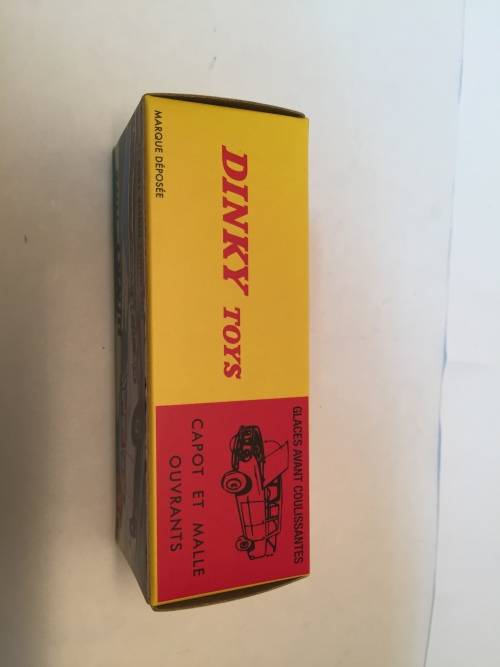 DINKY TOYS
MARQUE DÉPOSÉE
GLACES AVANT COULISSANTES
CAPOT ET MALLE
OUVRANTS